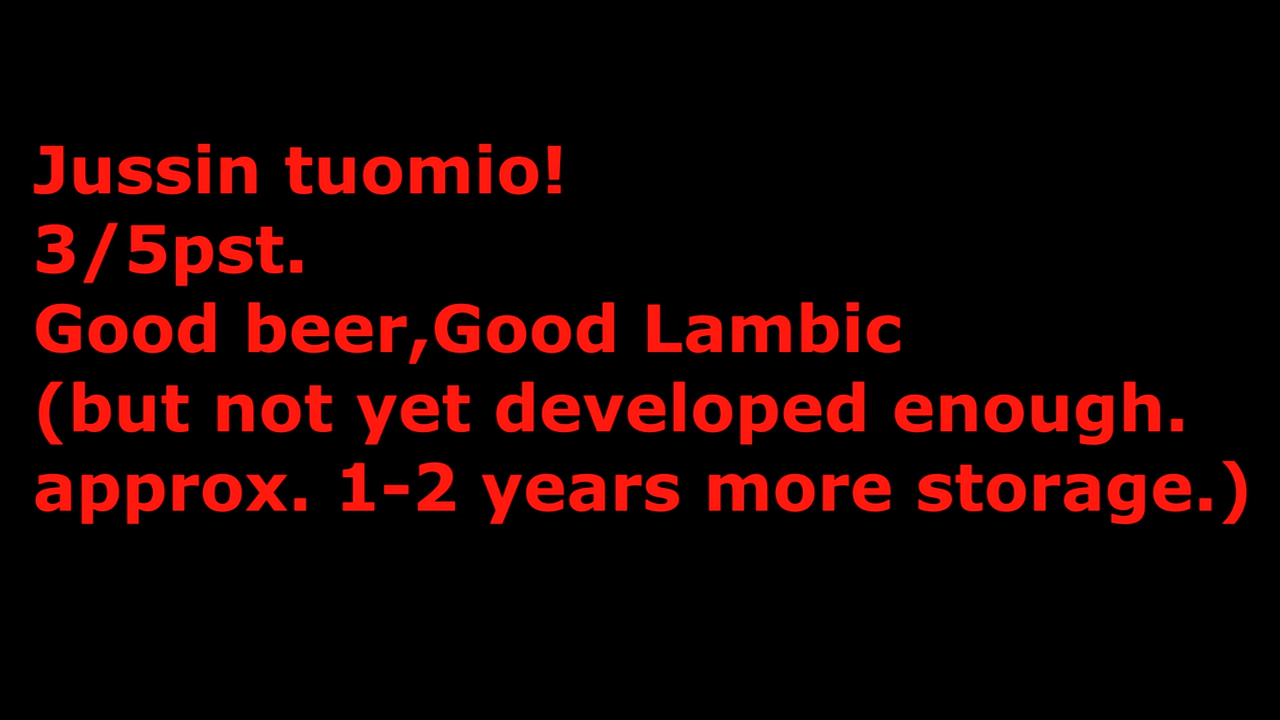 Jussin tuomio!
3/5pst.
Good beer,Good Lambic
(but not yet developed enough.
approx. 1-2 years more storage.)